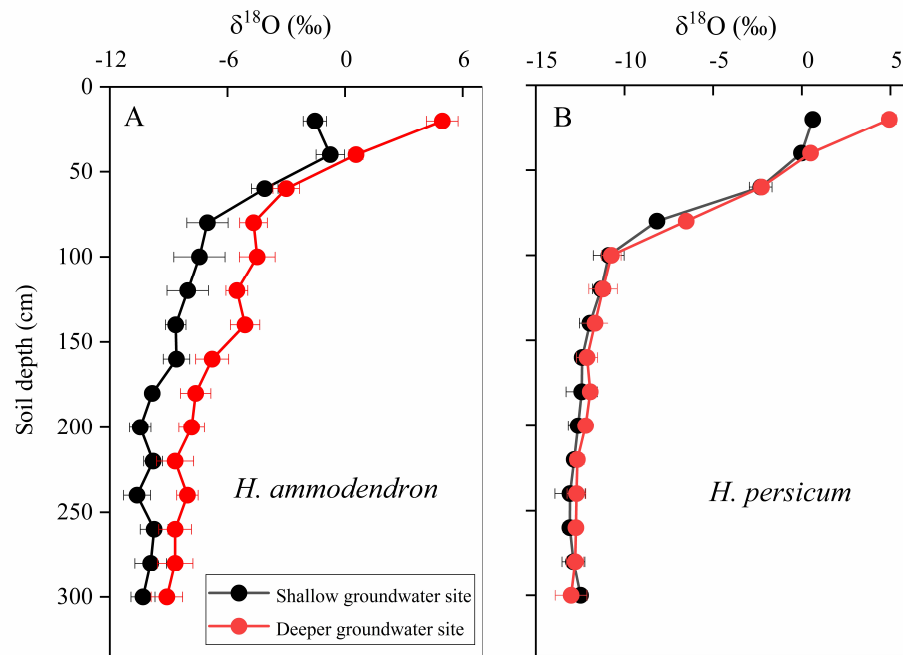 δ¹⁸O (‰)
-12 -6 0 6
δ¹⁸O (‰)
-15 -10 -5 0 5
0
50
100
150
200
250
300
Soil depth (cm)
A
B
H. ammodendron
H. persicum
Shallow groundwater site
Deeper groundwater site